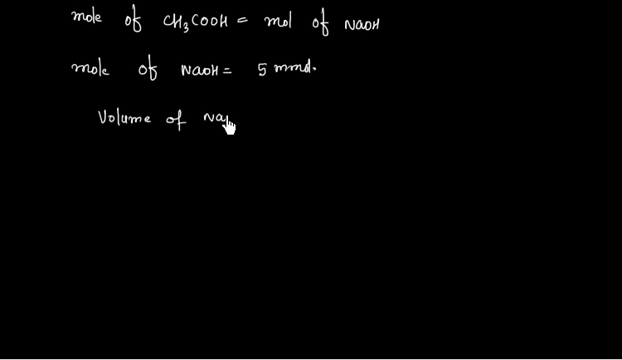 mole of CH₃COOH = mol of NaOH
mole of NaOH = 5 mmol.
Volume of Na